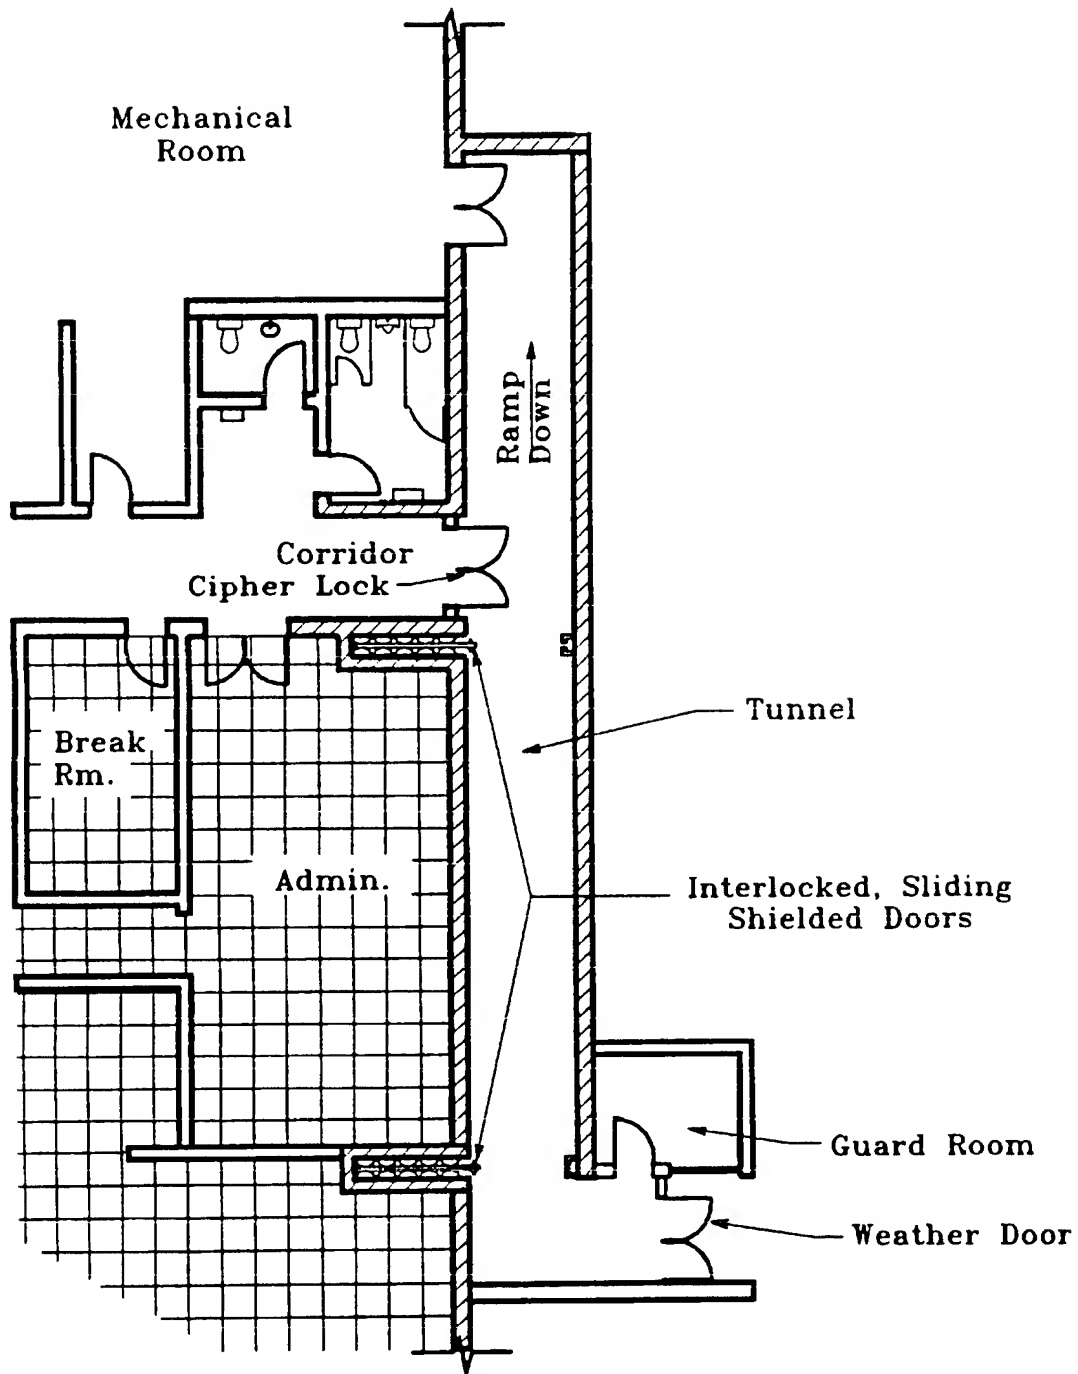 Mechanical
Room
Ramp
Down
Corridor
Cipher Lock
Tunnel
Break
Rm.
Admin.
Interlocked, Sliding
Shielded Doors
Guard Room
Weather Door